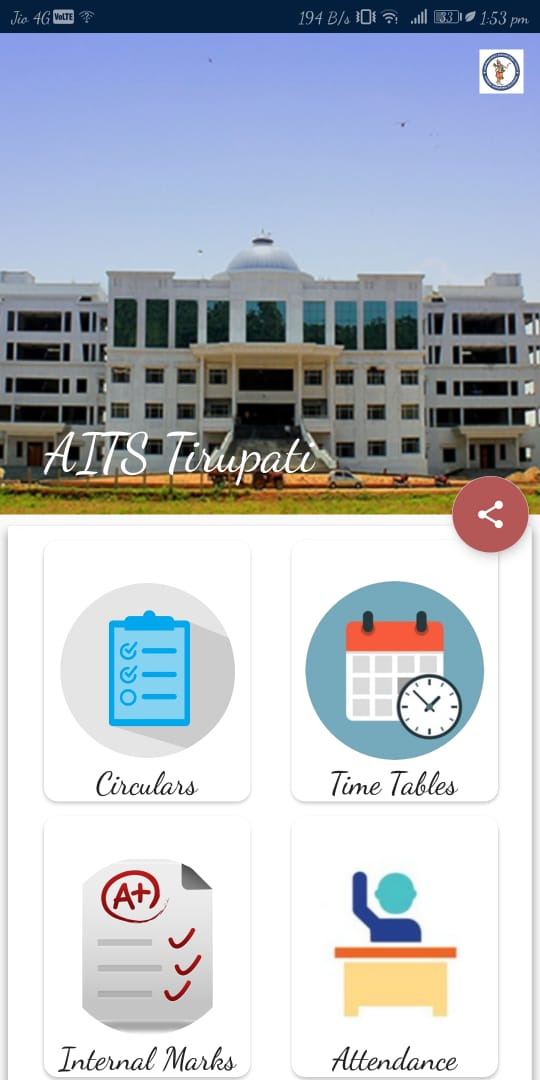 Jio 4G VoLTE 194 B/s 33 1:53 pm
AITS Tirupati
Circulars
Time Tables
A+
Internal Marks
Attendance